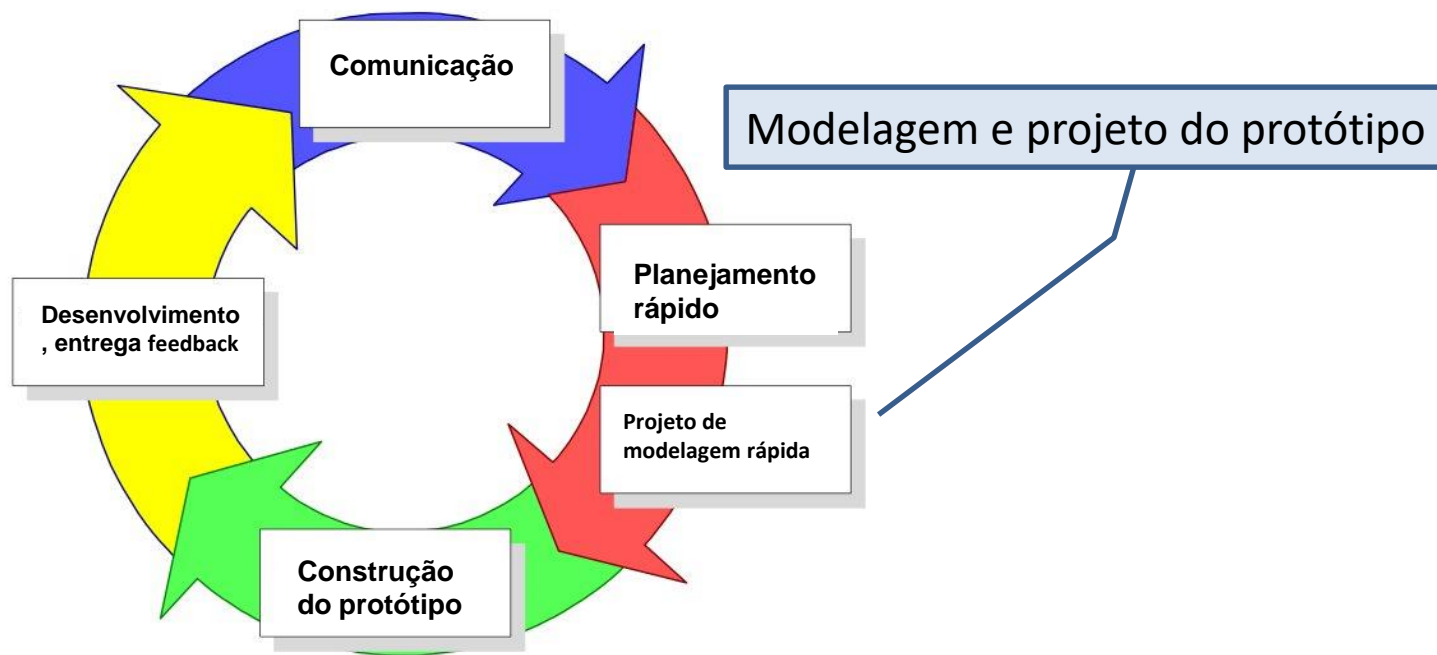 Comunicação
Modelagem e projeto do protótipo
Planejamento
rápido
Desenvolvimento
, entrega feedback
Projeto de
modelagem rápida
Construção
do protótipo